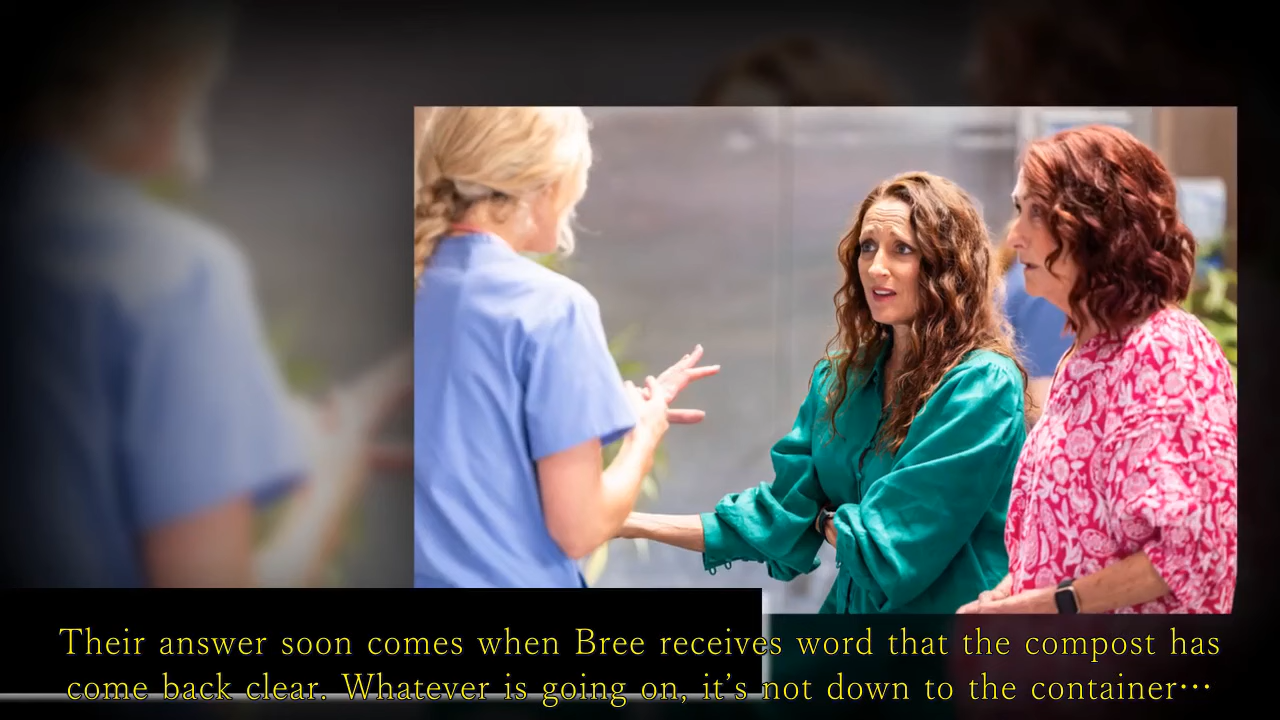 Their answer soon comes when Bree receives word that the compost has
come back clear. Whatever is going on, it's not down to the container…